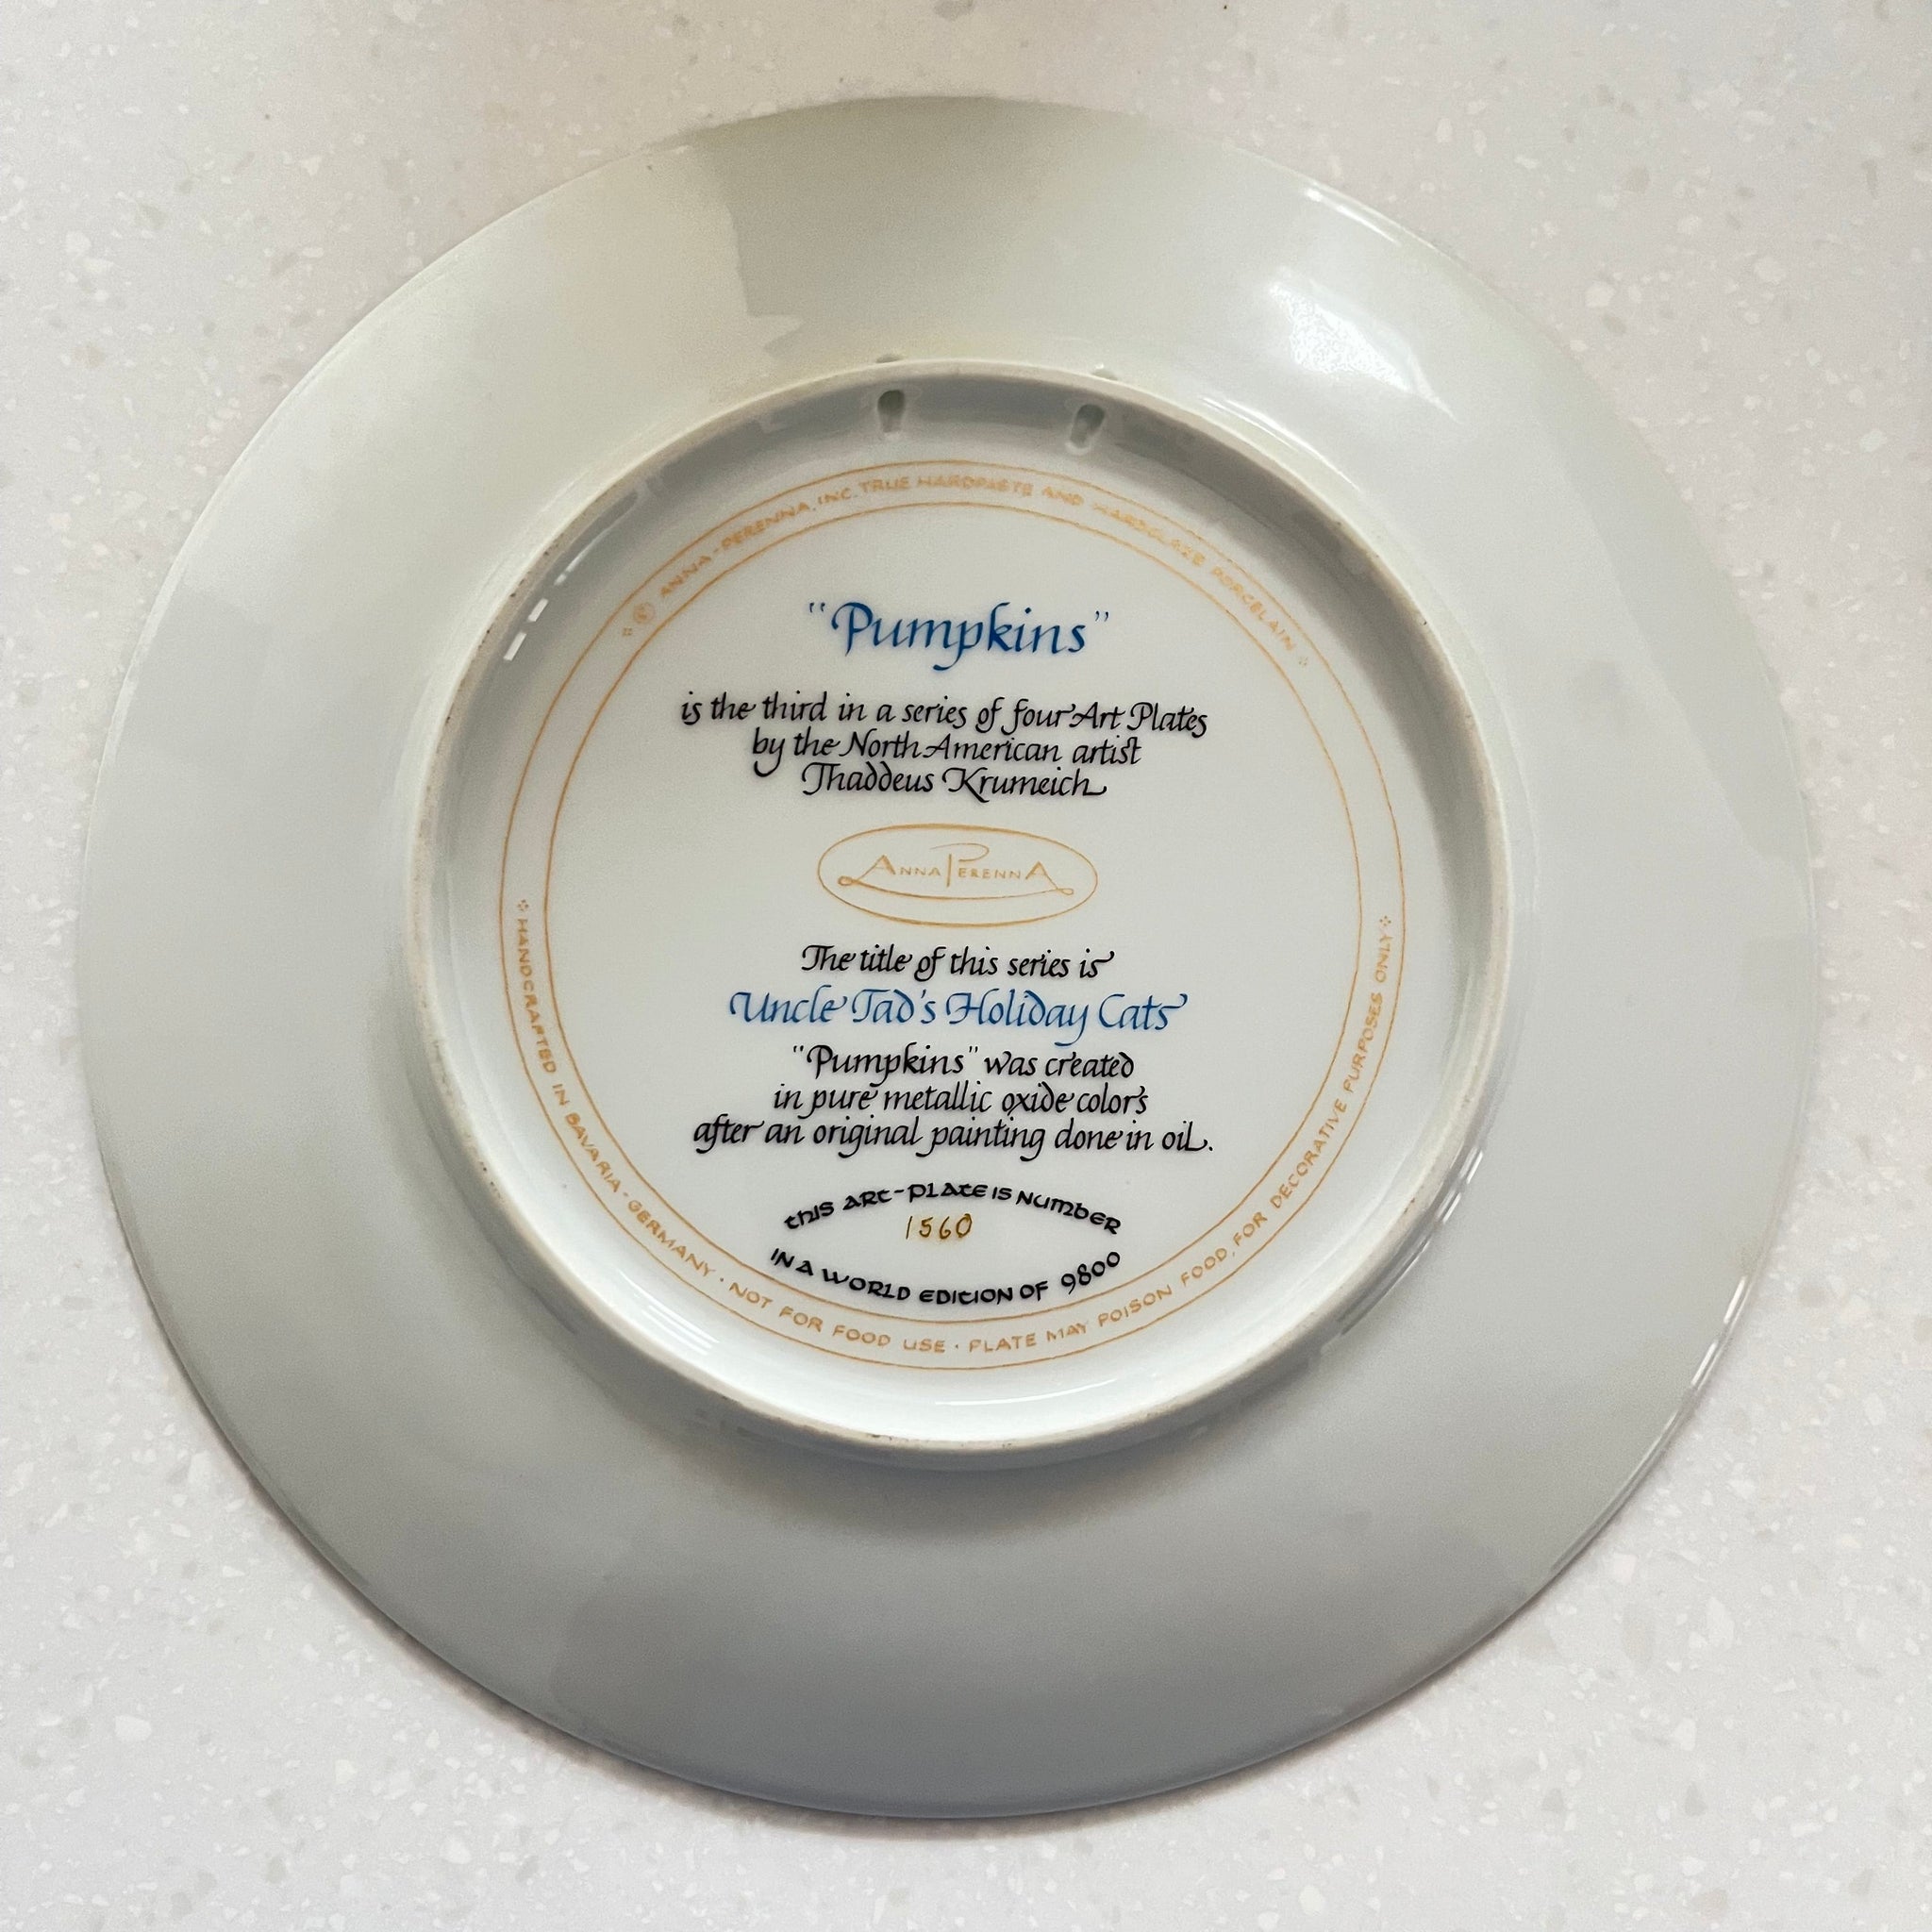 © ANNA-PERENNA, INC. TRUE HARDPASTE AND HARDGLAZE PORCELAIN
"Pumpkins"
is the third in a series of four Art Plates
by the North American artist
Thaddeus Krumeich
ANNA PERENNA
The title of this series is
Uncle Tad's Holiday Cats
"Pumpkins" was created
in pure metallic oxide colors
after an original painting done in oil.
THIS ART-PLATE IS NUMBER
1560
IN A WORLD EDITION OF 9800
HANDCRAFTED IN BAVARIA - GERMANY · NOT FOR FOOD USE · PLATE MAY POISON FOOD, FOR DECORATIVE PURPOSES ONLY